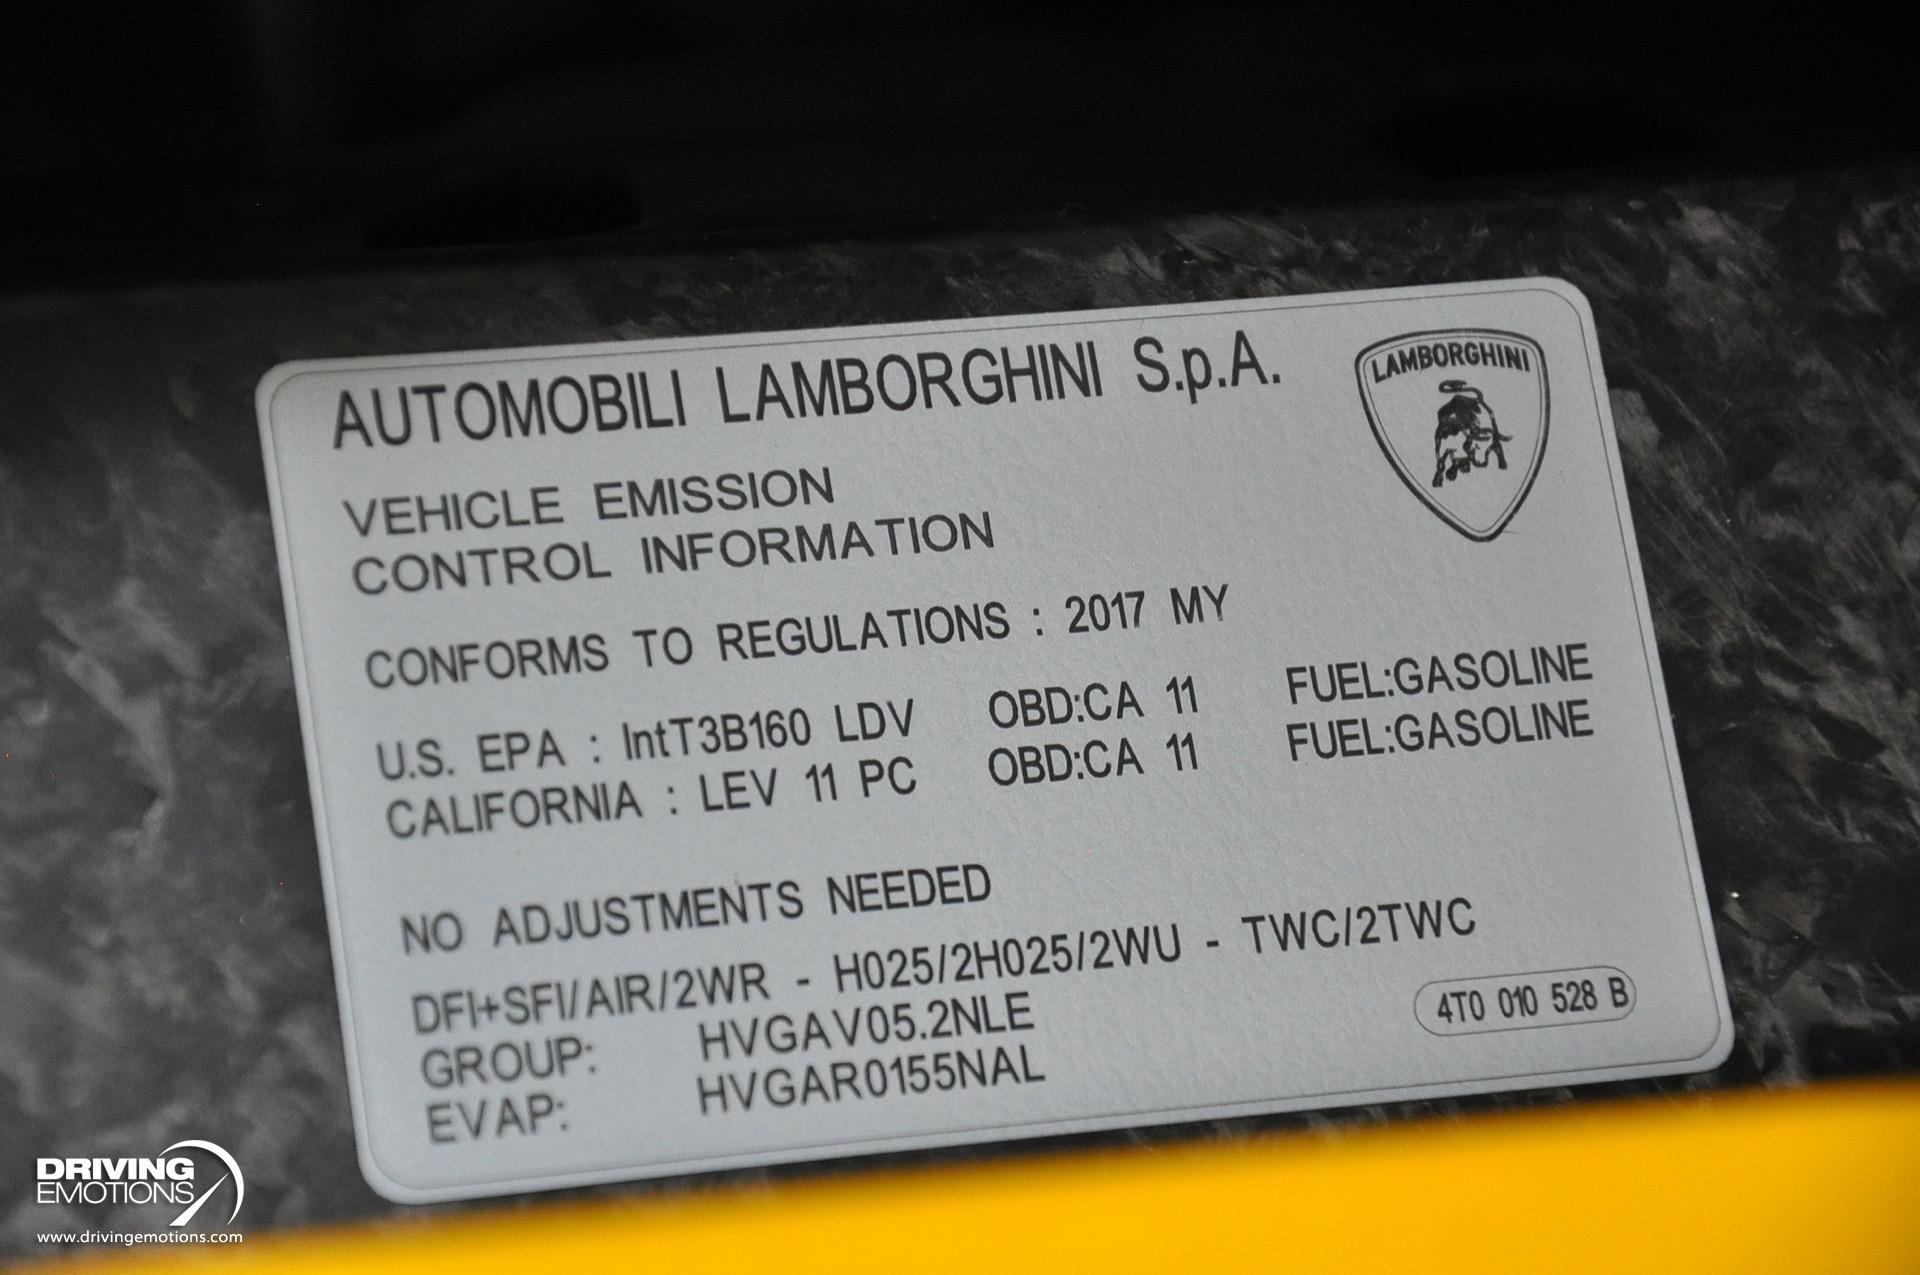 AUTOMOBILI LAMBORGHINI S.p.A.
LAMBORGHINI
VEHICLE EMISSION
CONTROL INFORMATION
CONFORMS TO REGULATIONS : 2017 MY
U.S. EPA : IntT3B160 LDV OBD:CA 11 FUEL:GASOLINE
CALIFORNIA : LEV 11 PC OBD:CA 11 FUEL:GASOLINE
NO ADJUSTMENTS NEEDED
DFI+SFI/AIR/2WR - HO25/2HO25/2WU - TWC/2TWC
GROUP: HVGAV05.2NLE
EVAP: HVGAR0155NAL
4T0 010 528 B
DRIVING
EMOTIONS
www.drivingemotions.com